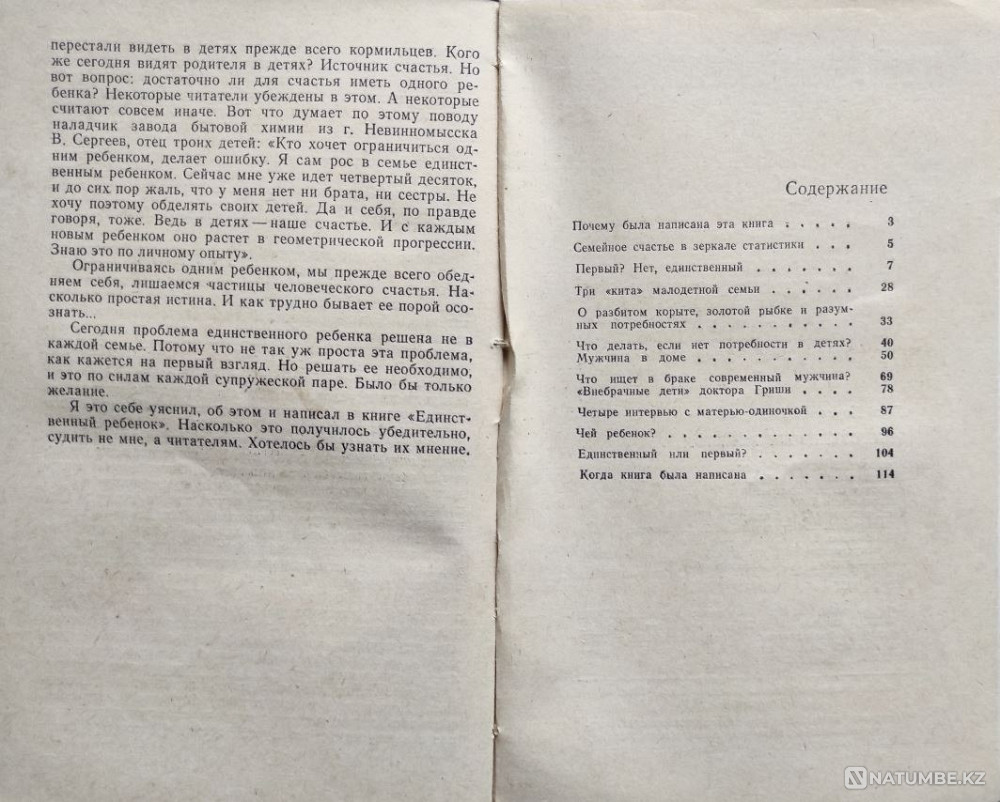 перестали видеть в детях прежде всего кормильцев. Кого
же сегодня видят родителя в детях? Источник счастья. Но
вот вопрос: достаточно ли для счастья иметь одного ре-
бенка? Некоторые читатели убеждены в этом. А некоторые
считают совсем иначе. Вот что думает по этому поводу
наладчик завода бытовой химии из г. Невинномысска
В. Сергеев, отец троих детей: «Кто хочет ограничиться од-
ним ребенком, делает ошибку. Я сам рос в семье единст-
венным ребенком. Сейчас мне уже идет четвертый десяток,
и до сих пор жаль, что у меня нет ни брата, ни сестры. Не
хочу поэтому обделять своих детей. Да и себя, по правде
говоря, тоже. Ведь в детях — наше счастье. И с каждым
новым ребенком оно растет в геометрической прогрессии.
Знаю это по личному опыту».
Ограничиваясь одним ребенком, мы прежде всего обед-
няем себя, лишаемся частицы человеческого счастья. На-
сколько простая истина. И как трудно бывает ее порой осо-
знать...
Сегодня проблема единственного ребенка решена не в
каждой семье. Потому что не так уж проста эта проблема,
как кажется на первый взгляд. Но решать ее необходимо,
и это по силам каждой супружеской паре. Было бы только
желание.
Я это себе уяснил, об этом и написал в книге «Единст-
венный ребенок». Насколько это получилось убедительно,
судить не мне, а читателям. Хотелось бы узнать их мнение.
Содержание
Почему была написана эта книга . . . . . 3
Семейное счастье в зеркале статистики . . . 5
Первый? Нет, единственный . . . . . . . 7
Три «кита» малодетной семьи . . . . . . 28
О разбитом корыте, золотой рыбке и разум-
ных потребностях . . . . . . . . . . . 33
Что делать, если нет потребности в детях? 40
Мужчина в доме . . . . . . . . . . . 50
Что ищет в браке современный мужчина? 69
«Внебрачные дети» доктора Гриши . . . . . 78
Четыре интервью с матерью-одиночкой . . . 87
Чей ребенок? . . . . . . . . . . . . 96
Единственный или первый? . . . . . . . 104
Когда книга была написана . . . . . . . 114
NATUMBE.KZ